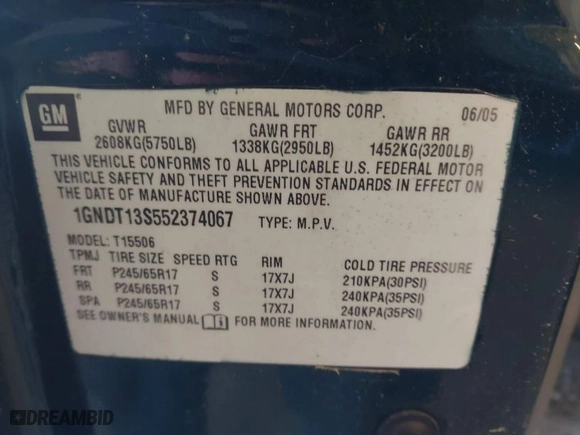 GM
MFD BY GENERAL MOTORS CORP. 06/05
GVWR GAWR FRT GAWR RR
2608KG(5750LB) 1338KG(2950LB) 1452KG(3200LB)
THIS VEHICLE CONFORMS TO ALL APPLICABLE U.S. FEDERAL MOTOR
VEHICLE SAFETY AND THEFT PREVENTION STANDARDS IN EFFECT ON
THE DATE OF MANUFACTURE SHOWN ABOVE.
1GNDT13S552374067 TYPE: M.P.V.
MODEL: T15506
TPMJ TIRE SIZE SPEED RTG RIM COLD TIRE PRESSURE
FRT P245/65R17 S 17X7J 210KPA(30PSI)
RR P245/65R17 S 17X7J 240KPA(35PSI)
SPA P245/65R17 S 17X7J 240KPA(35PSI)
SEE OWNER'S MANUAL FOR MORE INFORMATION.
DREAMBID